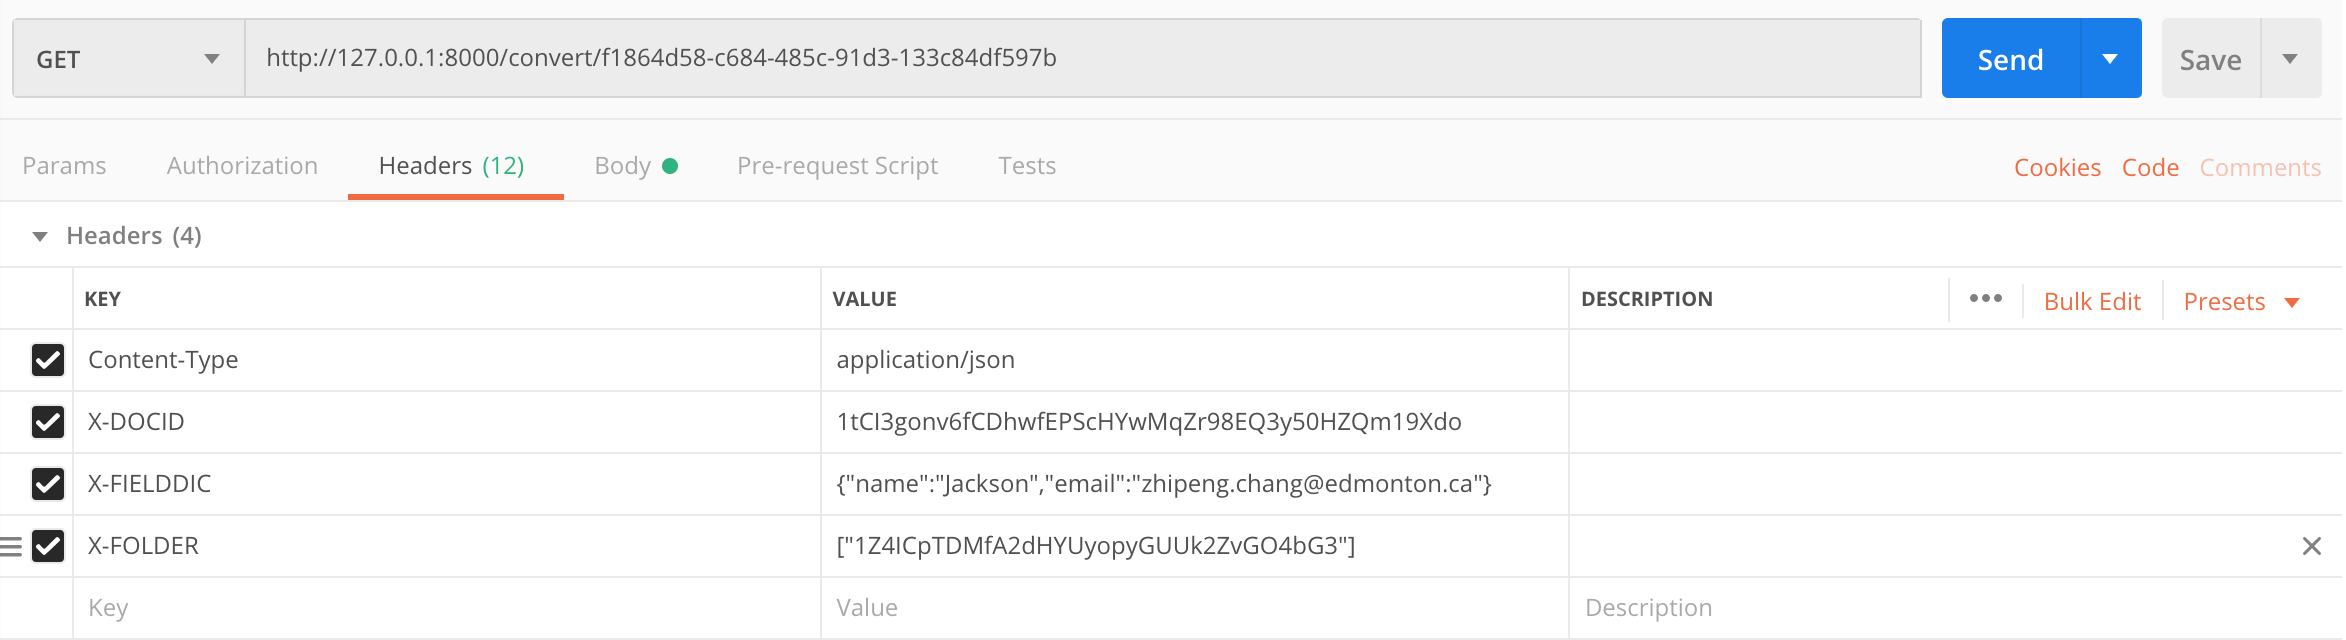 GET http://127.0.0.1:8000/convert/f1864d58-c684-485c-91d3-133c84df597b Send Save
Params Authorization Headers (12) Body Pre-request Script Tests Cookies Code Comments
Headers (4)
KEY VALUE DESCRIPTION ••• Bulk Edit Presets
Content-Type application/json
X-DOCID 1tCI3gonv6fCDhwfEPScHYwMqZr98EQ3y50HZQm19Xdo
X-FIELDDIC {"name":"Jackson","email":"zhipeng.chang@edmonton.ca"}
X-FOLDER ["1Z4ICpTDMfA2dHYUyopyGUUk2ZvGO4bG3"]
Key Value Description